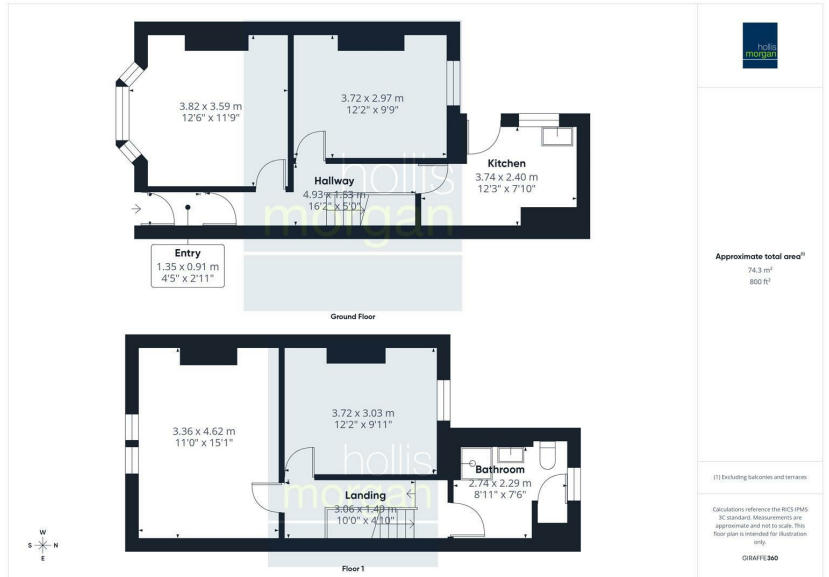 3.82 x 3.59 m
12'6" x 11'9"
3.72 x 2.97 m
12'2" x 9'9"
Kitchen
3.74 x 2.40 m
12'3" x 7'10"
Hallway
4.93 x 1.53 m
16'2" x 5'0"
hollis
morgan
Entry
1.35 x 0.91 m
4'5" x 2'11"
Ground Floor
3.36 x 4.62 m
11'0" x 15'1"
3.72 x 3.03 m
12'2" x 9'11"
hollis
morgan
Bathroom
2.74 x 2.29 m
8'11" x 7'6"
Landing
3.06 x 1.49 m
10'0" x 4'10"
Floor 1
W
S N
E
hollis
morgan
Approximate total area(1)
74.3 m²
800 ft²
(1) Excluding balconies and terraces
Calculations reference the RICS IPMS
3C standard. Measurements are
approximate and not to scale. This
floor plan is intended for illustration
only.
GIRAFFE360